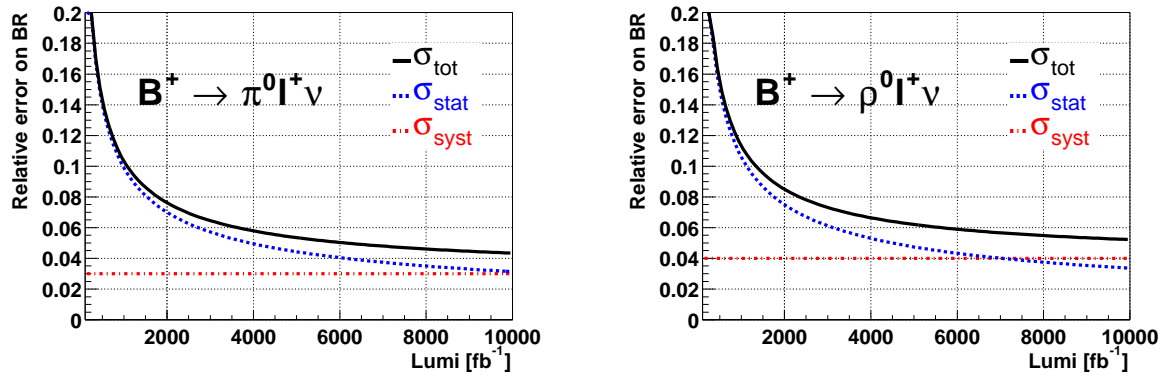 Relative error on BR
0.2
0.18
0.16
0.14
0.12
0.1
0.08
0.06
0.04
0.02
0
B⁺ → π⁰l⁺ν
σtot
σstat
σsyst
2000 4000 6000 8000 10000
Lumi [fb⁻¹]
Relative error on BR
0.2
0.18
0.16
0.14
0.12
0.1
0.08
0.06
0.04
0.02
0
B⁺ → ρ⁰l⁺ν
σtot
σstat
σsyst
2000 4000 6000 8000 10000
Lumi [fb⁻¹]